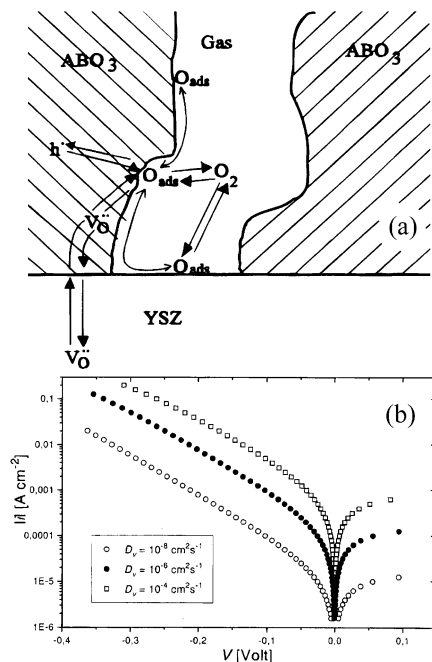 Gas
ABO3
ABO3
Oads
h·
Oads
O2
VÖ
(a)
Oads
YSZ
VÖ
(b)
0,1
0,01
0,001
0,0001
1E-5
1E-6
|i| [A cm-2]
Dv = 10-8 cm2s-1
Dv = 10-6 cm2s-1
Dv = 10-4 cm2s-1
-0,4
-0,3
-0,2
-0,1
0,0
0,1
V [Volt]